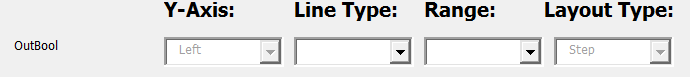 Y-Axis: Line Type: Range: Layout Type:
OutBool Left Step